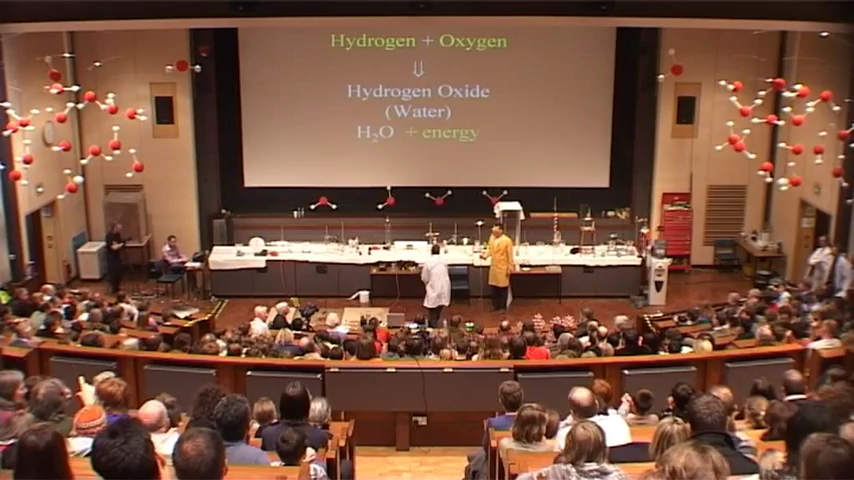 Hydrogen + Oxygen
⇓
Hydrogen Oxide
(Water)
H₂O + energy